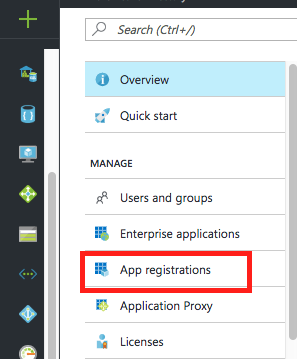 Search (Ctrl+/)
Overview
Quick start
MANAGE
Users and groups
Enterprise applications
App registrations
Application Proxy
Licenses